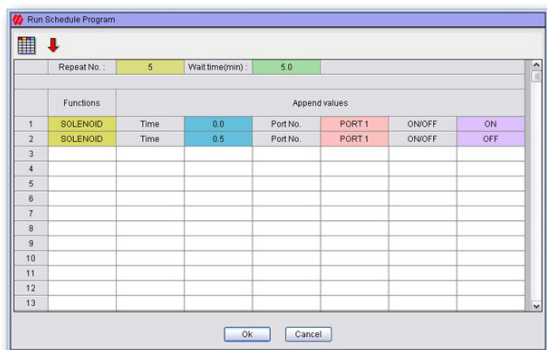 Run Schedule Program
Repeat No. : 5 Wait time(min) : 5.0
Functions Append values
1 SOLENOID Time 0.0 Port No. PORT 1 ON/OFF ON
2 SOLENOID Time 0.5 Port No. PORT 1 ON/OFF OFF
3
4
5
6
7
8
9
10
11
12
13
Ok Cancel